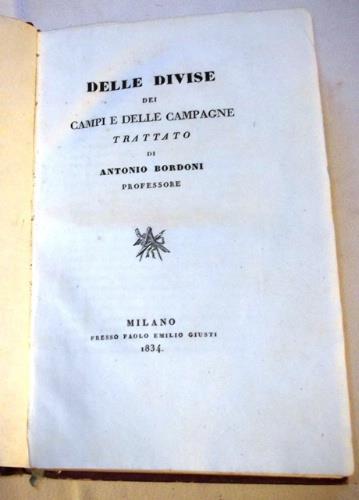 DELLE DIVISE
DEI
CAMPI E DELLE CAMPAGNE
TRATTATO
DI
ANTONIO BORDONI
PROFESSORE
MILANO
PRESSO PAOLO EMILIO GIUSTI
1834.